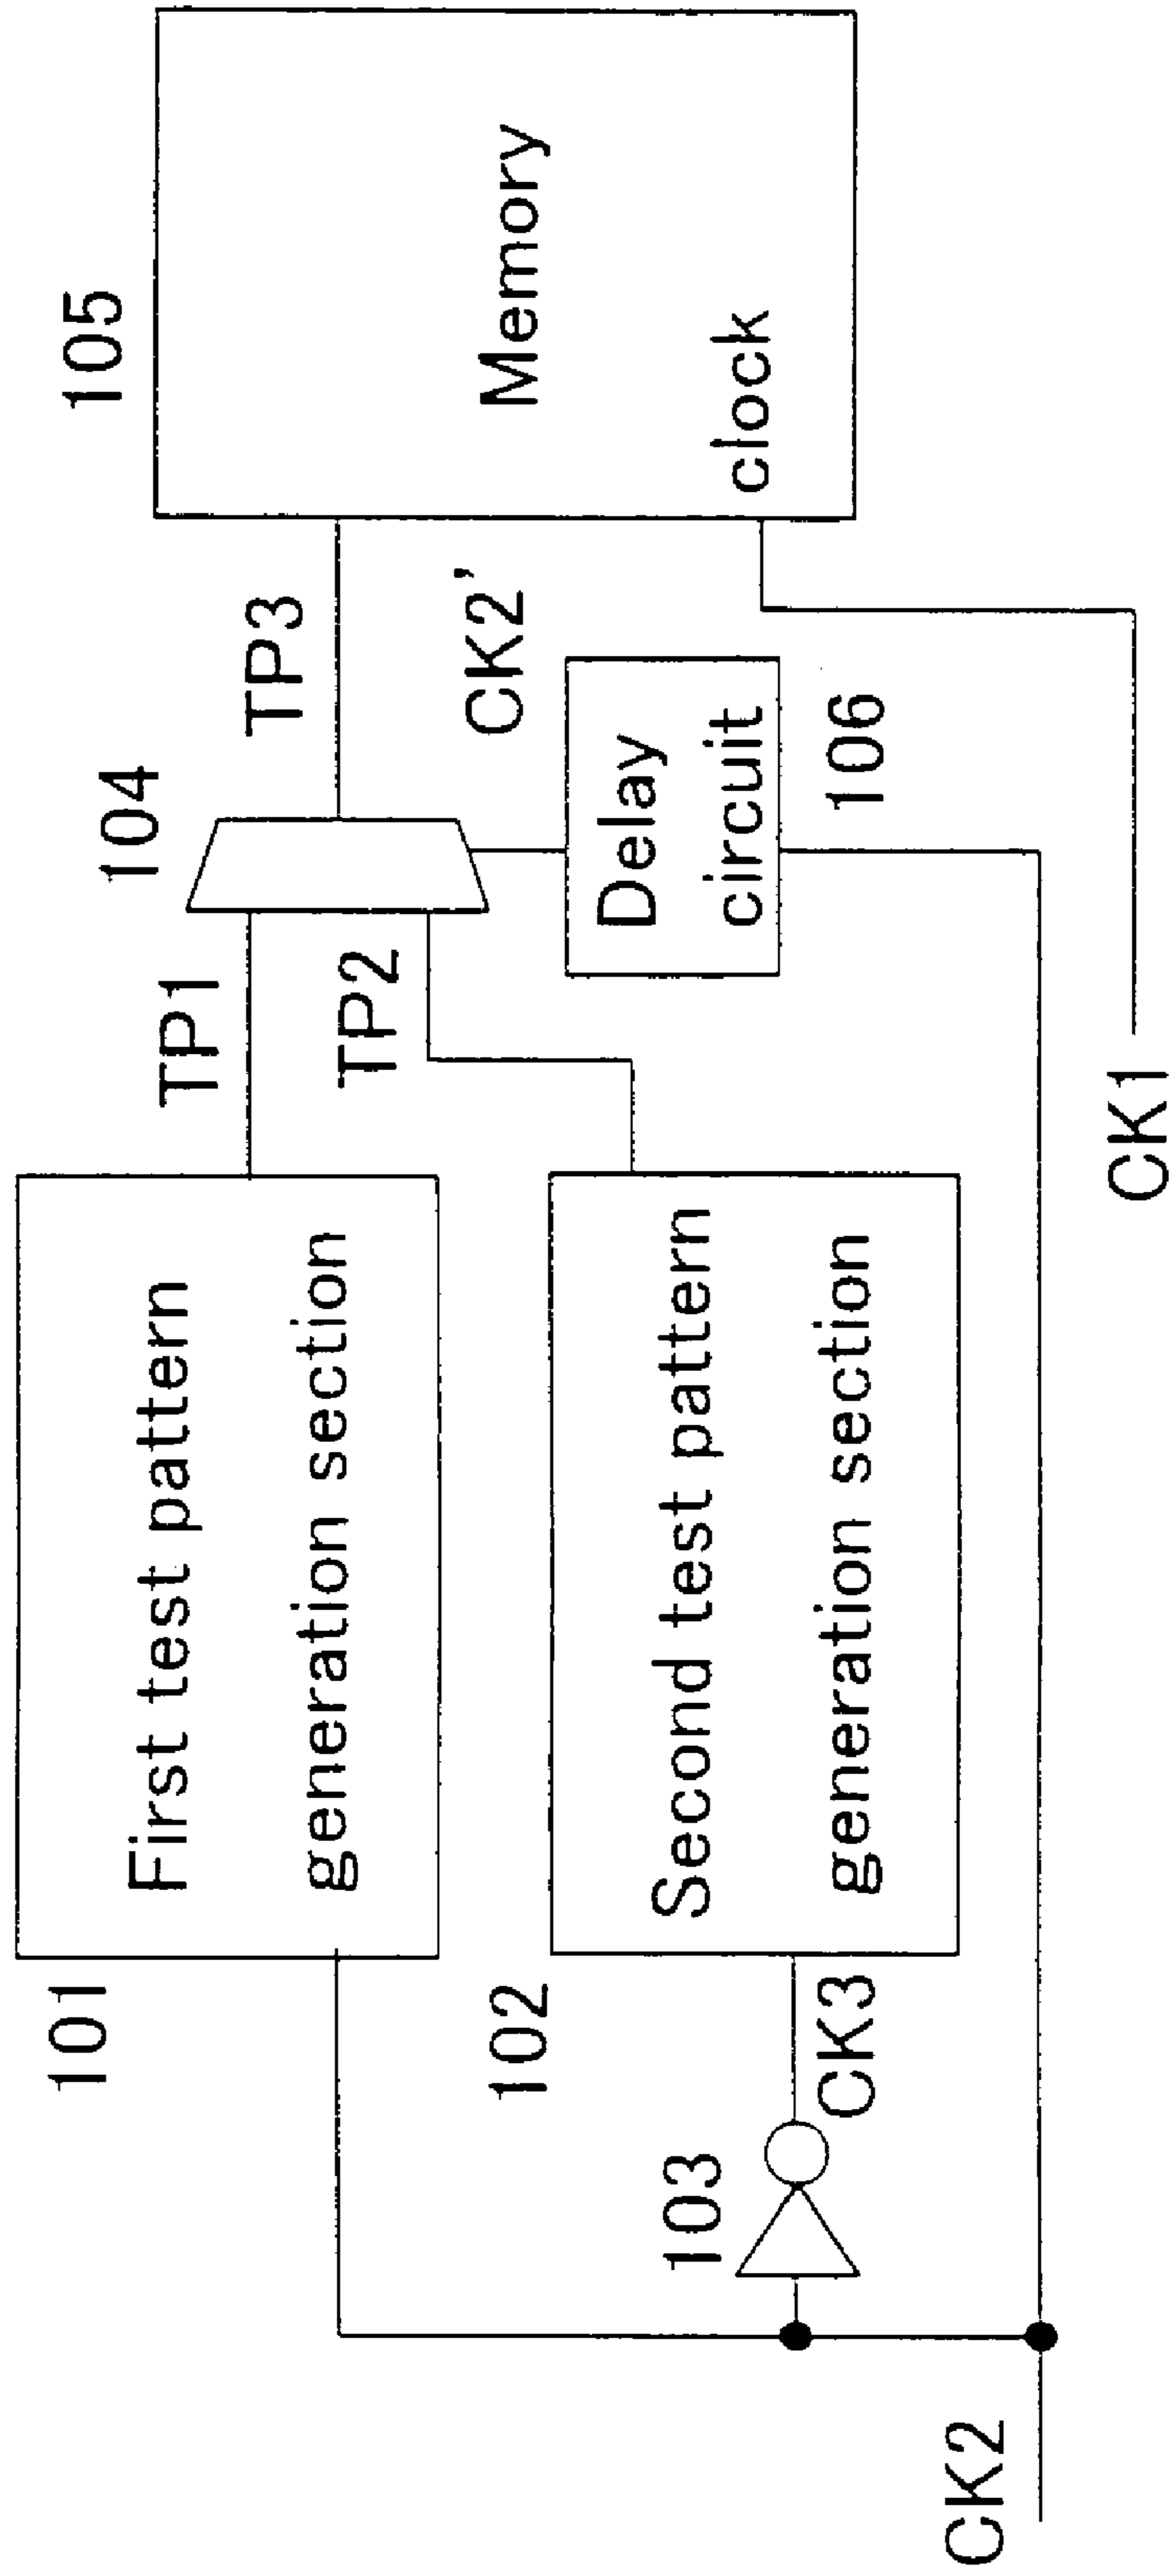 101
First test pattern
generation section
TP1
104
TP3
105
Memory
clock
102
Second test pattern
generation section
TP2
CK2'
Delay
circuit
106
103
CK3
CK2
CK1